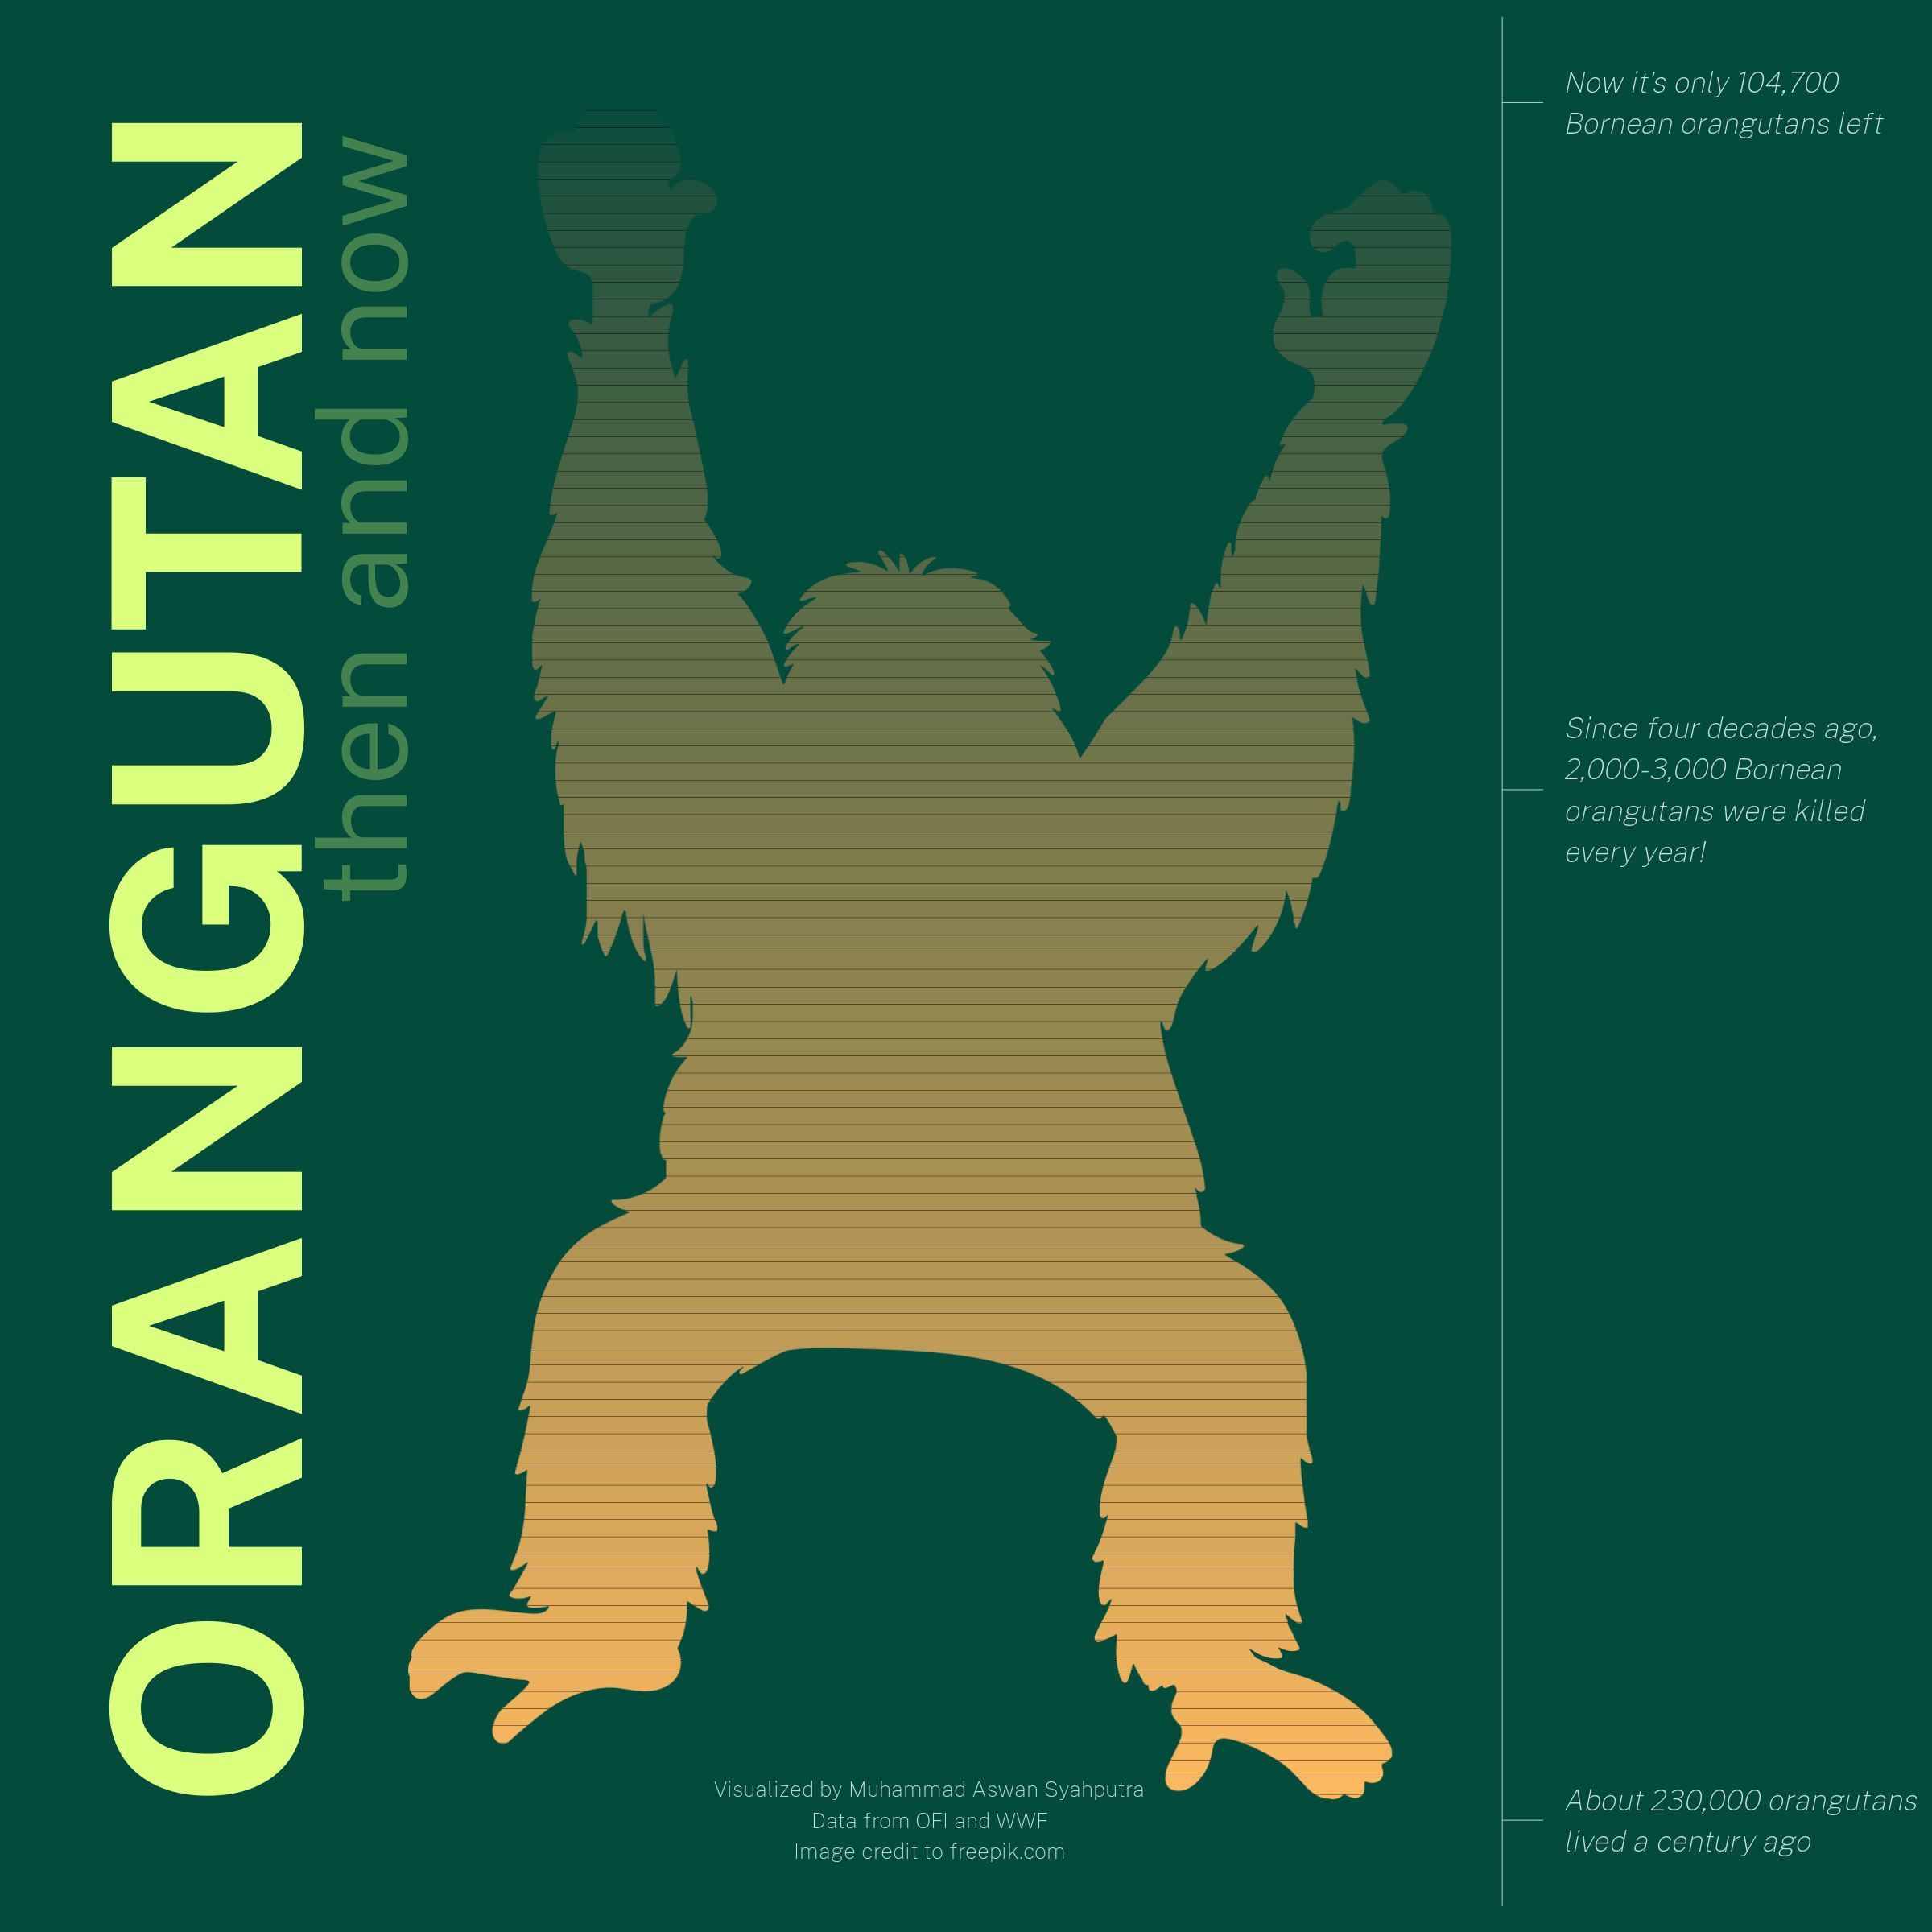 ORANGUTAN
then and now
Now it's only 104,700
Bornean orangutans left
Since four decades ago,
2,000-3,000 Bornean
orangutans were killed
every year!
About 230,000 orangutans
lived a century ago
Visualized by Muhammad Aswan Syahputra
Data from OFI and WWF
Image credit to freepik.com